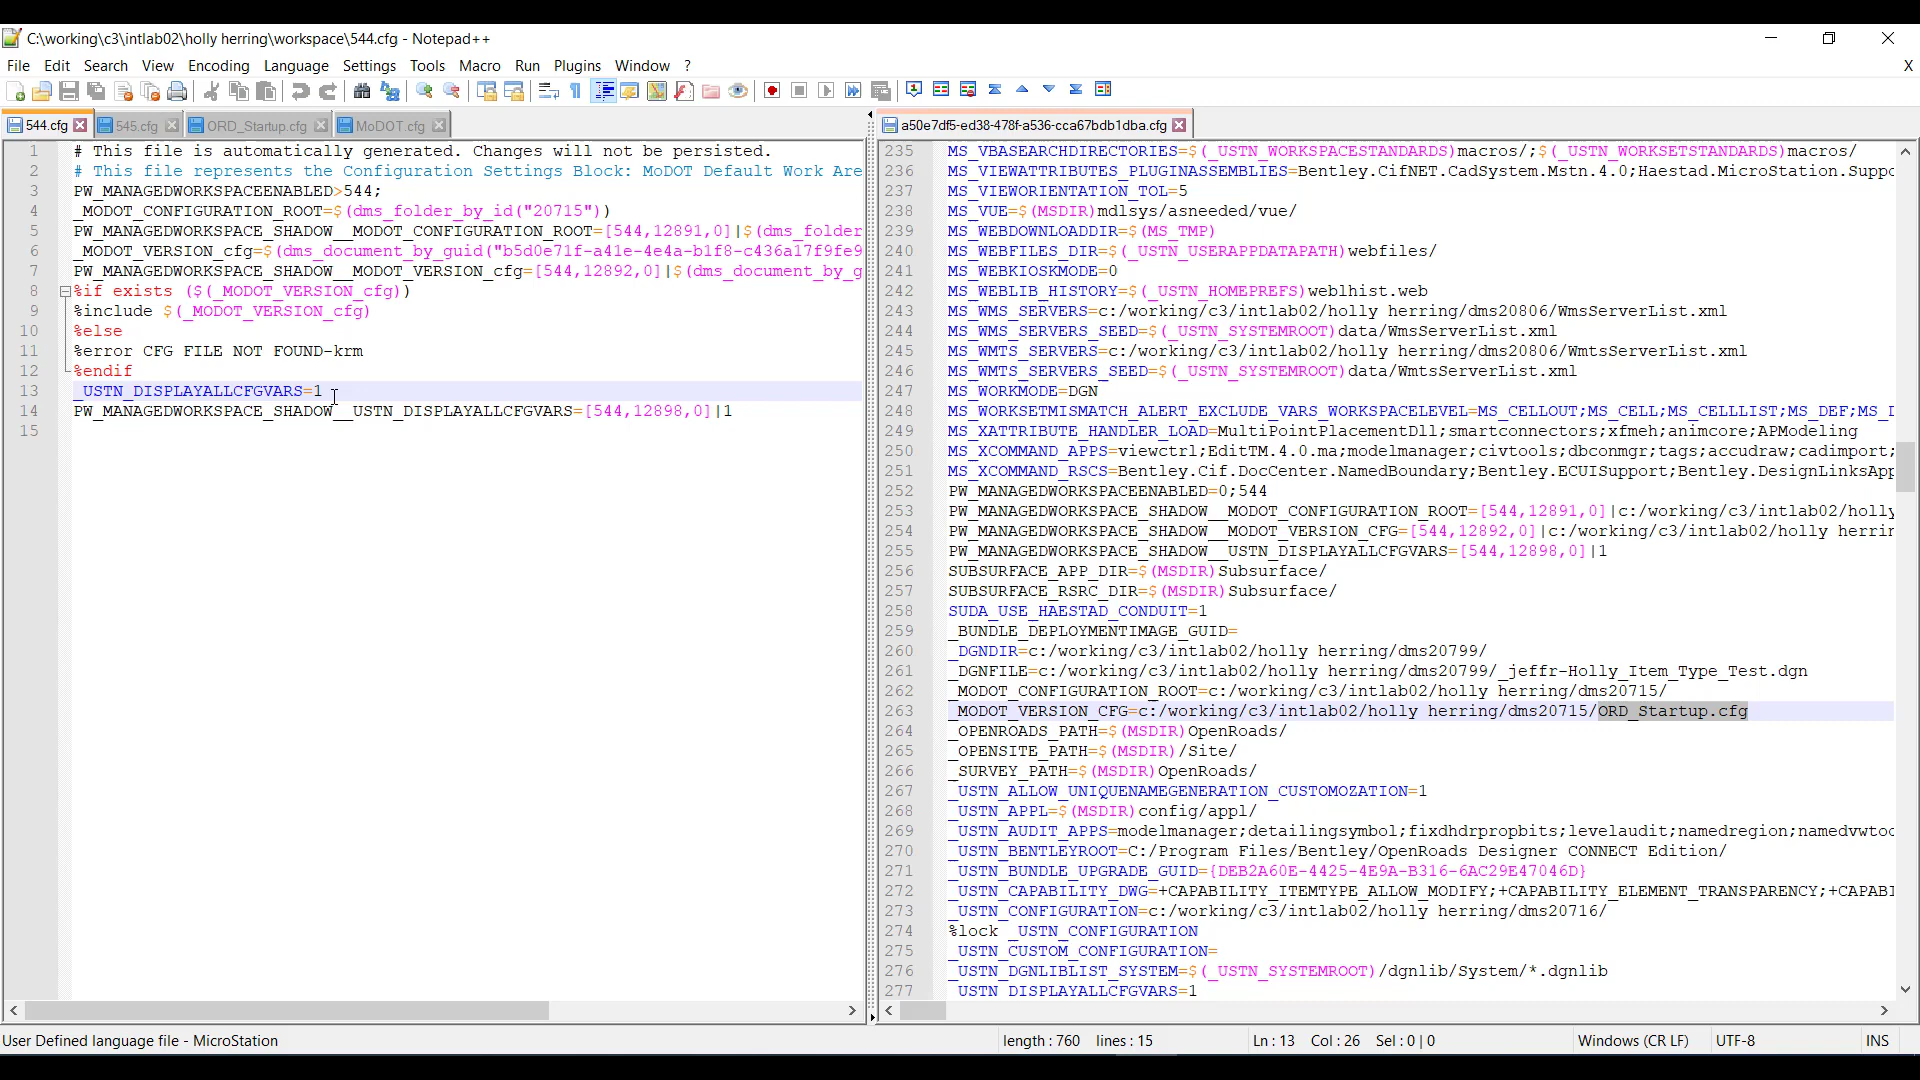 C:\working\c3\intlab02\holly herring\workspace\544.cfg - Notepad++
File Edit Search View Encoding Language Settings Tools Macro Run Plugins Window ? X
544.cfg 545.cfg ORD_Startup.cfg MoDOT.cfg
1 # This file is automatically generated. Changes will not be persisted.
2 # This file represents the Configuration Settings Block: MoDOT Default Work Are
3 PW_MANAGEDWORKSPACEENABLED>544;
4 _MODOT_CONFIGURATION_ROOT=$(dms_folder_by_id("20715"))
5 PW_MANAGEDWORKSPACE_SHADOW__MODOT_CONFIGURATION_ROOT=[544,12891,0]|$(dms_folder
6 _MODOT_VERSION_cfg=$(dms_document_by_guid("b5d0e71f-a41e-4e4a-b1f8-c436a17f9fe9
7 PW_MANAGEDWORKSPACE_SHADOW__MODOT_VERSION_cfg=[544,12892,0]|$(dms_document_by_g
8 %if exists ($(_MODOT_VERSION_cfg))
9 %include $(_MODOT_VERSION_cfg)
10 %else
11 %error CFG FILE NOT FOUND-krm
12 %endif
13 _USTN_DISPLAYALLCFGVARS=1
14 PW_MANAGEDWORKSPACE_SHADOW__USTN_DISPLAYALLCFGVARS=[544,12898,0]|1
15
a50e7df5-ed38-478f-a536-cca67bdb1dba.cfg
235 MS_VBASEARCHDIRECTORIES=$(_USTN_WORKSPACESTANDARDS)macros/;$(_USTN_WORKSETSTANDARDS)macros/
236 MS_VIEWATTRIBUTES_PLUGINASSEMBLIES=Bentley.CifNET.CadSystem.Mstn.4.0;Haestad.MicroStation.Suppo
237 MS_VIEWORIENTATION_TOL=5
238 MS_VUE=$(MSDIR)mdlsys/asneeded/vue/
239 MS_WEBDOWNLOADDIR=$(MS_TMP)
240 MS_WEBFILES_DIR=$(_USTN_USERAPPDATAPATH)webfiles/
241 MS_WEBKIOSKMODE=0
242 MS_WEBLIB_HISTORY=$(_USTN_HOMEPREFS)weblhist.web
243 MS_WMS_SERVERS=c:/working/c3/intlab02/holly herring/dms20806/WmsServerList.xml
244 MS_WMS_SERVERS_SEED=$(_USTN_SYSTEMROOT)data/WmsServerList.xml
245 MS_WMTS_SERVERS=c:/working/c3/intlab02/holly herring/dms20806/WmtsServerList.xml
246 MS_WMTS_SERVERS_SEED=$(_USTN_SYSTEMROOT)data/WmtsServerList.xml
247 MS_WORKMODE=DGN
248 MS_WORKSETMISMATCH_ALERT_EXCLUDE_VARS_WORKSPACELEVEL=MS_CELLOUT;MS_CELL;MS_CELLLIST;MS_DEF;MS_D
249 MS_XATTRIBUTE_HANDLER_LOAD=MultiPointPlacementDll;smartconnectors;xfmeh;animcore;APModeling
250 MS_XCOMMAND_APPS=viewctrl;EditTM.4.0.ma;modelmanager;civtools;dbconmgr;tags;accudraw;cadimport;
251 MS_XCOMMAND_RSCS=Bentley.Cif.DocCenter.NamedBoundary;Bentley.ECUISupport;Bentley.DesignLinksApp
252 PW_MANAGEDWORKSPACEENABLED=0;544
253 PW_MANAGEDWORKSPACE_SHADOW__MODOT_CONFIGURATION_ROOT=[544,12891,0]|c:/working/c3/intlab02/holly
254 PW_MANAGEDWORKSPACE_SHADOW__MODOT_VERSION_CFG=[544,12892,0]|c:/working/c3/intlab02/holly herrin
255 PW_MANAGEDWORKSPACE_SHADOW__USTN_DISPLAYALLCFGVARS=[544,12898,0]|1
256 SUBSURFACE_APP_DIR=$(MSDIR)Subsurface/
257 SUBSURFACE_RSRC_DIR=$(MSDIR)Subsurface/
258 SUDA_USE_HAESTAD_CONDUIT=1
259 _BUNDLE_DEPLOYMENTIMAGE_GUID=
260 _DGNDIR=c:/working/c3/intlab02/holly herring/dms20799/
261 _DGNFILE=c:/working/c3/intlab02/holly herring/dms20799/_jeffr-Holly_Item_Type_Test.dgn
262 _MODOT_CONFIGURATION_ROOT=c:/working/c3/intlab02/holly herring/dms20715/
263 _MODOT_VERSION_CFG=c:/working/c3/intlab02/holly herring/dms20715/ORD_Startup.cfg
264 _OPENROADS_PATH=$(MSDIR)OpenRoads/
265 _OPENSITE_PATH=$(MSDIR)/Site/
266 _SURVEY_PATH=$(MSDIR)OpenRoads/
267 _USTN_ALLOW_UNIQUENAMEGENERATION_CUSTOMOZATION=1
268 _USTN_APPL=$(MSDIR)config/appl/
269 _USTN_AUDIT_APPS=modelmanager;detailingsymbol;fixdhdrpropbits;levelaudit;namedregion;namedvwtoc
270 _USTN_BENTLEYROOT=C:/Program Files/Bentley/OpenRoads Designer CONNECT Edition/
271 _USTN_BUNDLE_UPGRADE_GUID={DEB2A60E-4425-4E9A-B316-6AC29E47046D}
272 _USTN_CAPABILITY_DWG=+CAPABILITY_ITEMTYPE_ALLOW_MODIFY;+CAPABILITY_ELEMENT_TRANSPARENCY;+CAPABI
273 _USTN_CONFIGURATION=c:/working/c3/intlab02/holly herring/dms20716/
274 %lock _USTN_CONFIGURATION
275 _USTN_CUSTOM_CONFIGURATION=
276 _USTN_DGNLIBLIST_SYSTEM=$(_USTN_SYSTEMROOT)/dgnlib/System/*.dgnlib
277 _USTN_DISPLAYALLCFGVARS=1
User Defined language file - MicroStation length : 760 lines : 15 Ln : 13 Col : 26 Sel : 0 | 0 Windows (CR LF) UTF-8 INS